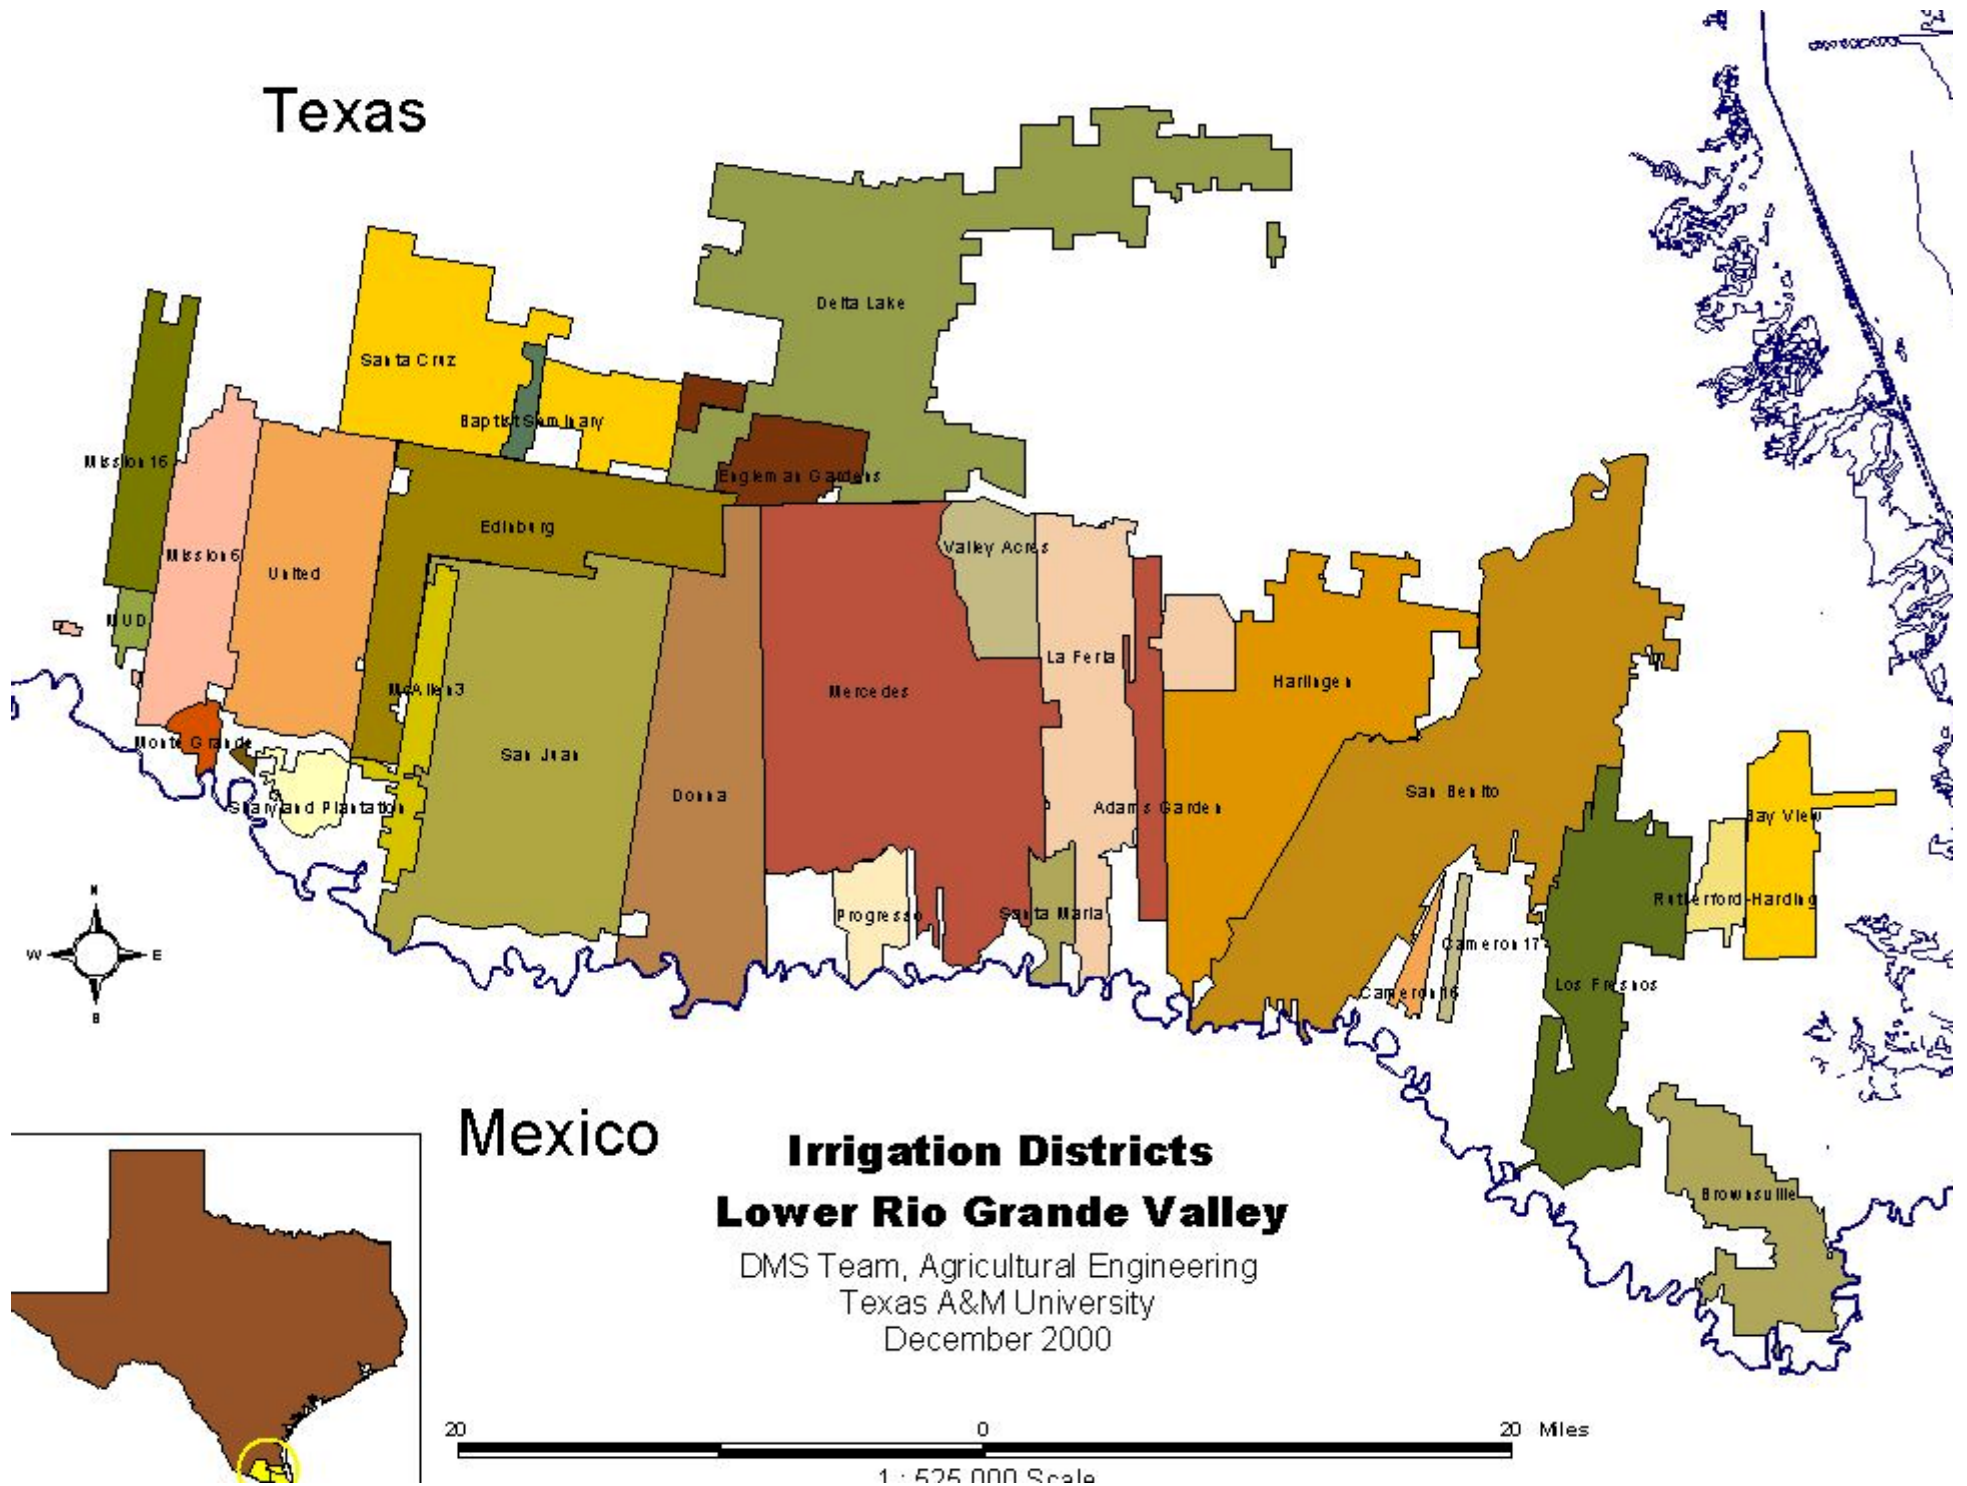 Texas
Delta Lake
Santa Cruz
Baptist Seminary
Mission 16
Engleman Gardens
Edinburg
Valley Acres
Mission 6
United
MUD
La Feria
Harlingen
McAllen 3
Mercedes
Monte Grande
San Juan
Donna
San Benito
Sharyland Plantation
Adams Garden
Bay View
Rutherford-Harding
Progresso
Santa Maria
Cameron 17
Los Fresnos
Cameron 16
N
W
E
S
Mexico
Irrigation Districts
Lower Rio Grande Valley
DMS Team, Agricultural Engineering
Texas A&M University
December 2000
Brownsville
20 0 20 Miles
1 : 525,000 Scale